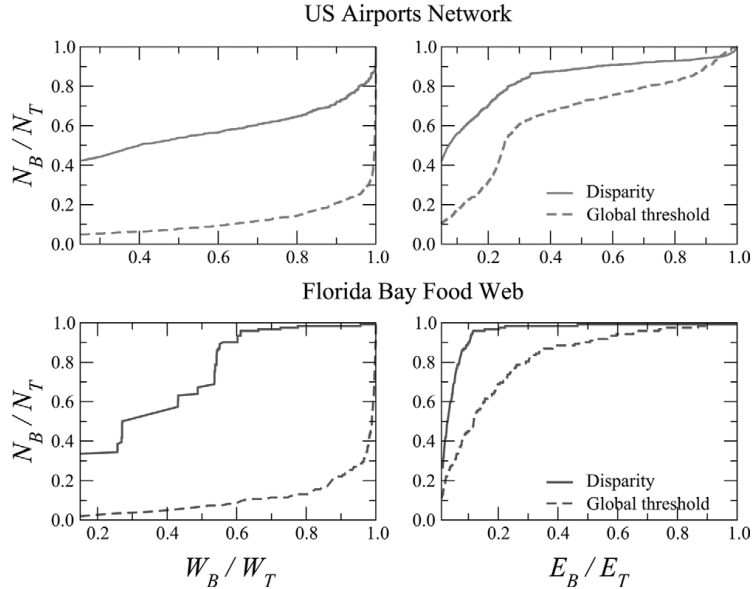 US Airports Network
1.0
0.8
0.6
0.4
0.2
0.0
N_B / N_T
0.4 0.6 0.8 1.0
1.0
0.8
0.6
0.4
0.2
0.0
Disparity
Global threshold
0.2 0.4 0.6 0.8 1.0
Florida Bay Food Web
1.0
0.8
0.6
0.4
0.2
0.0
N_B / N_T
0.2 0.4 0.6 0.8 1.0
W_B / W_T
1.0
0.8
0.6
0.4
0.2
0.0
Disparity
Global threshold
0.2 0.4 0.6 0.8 1.0
E_B / E_T